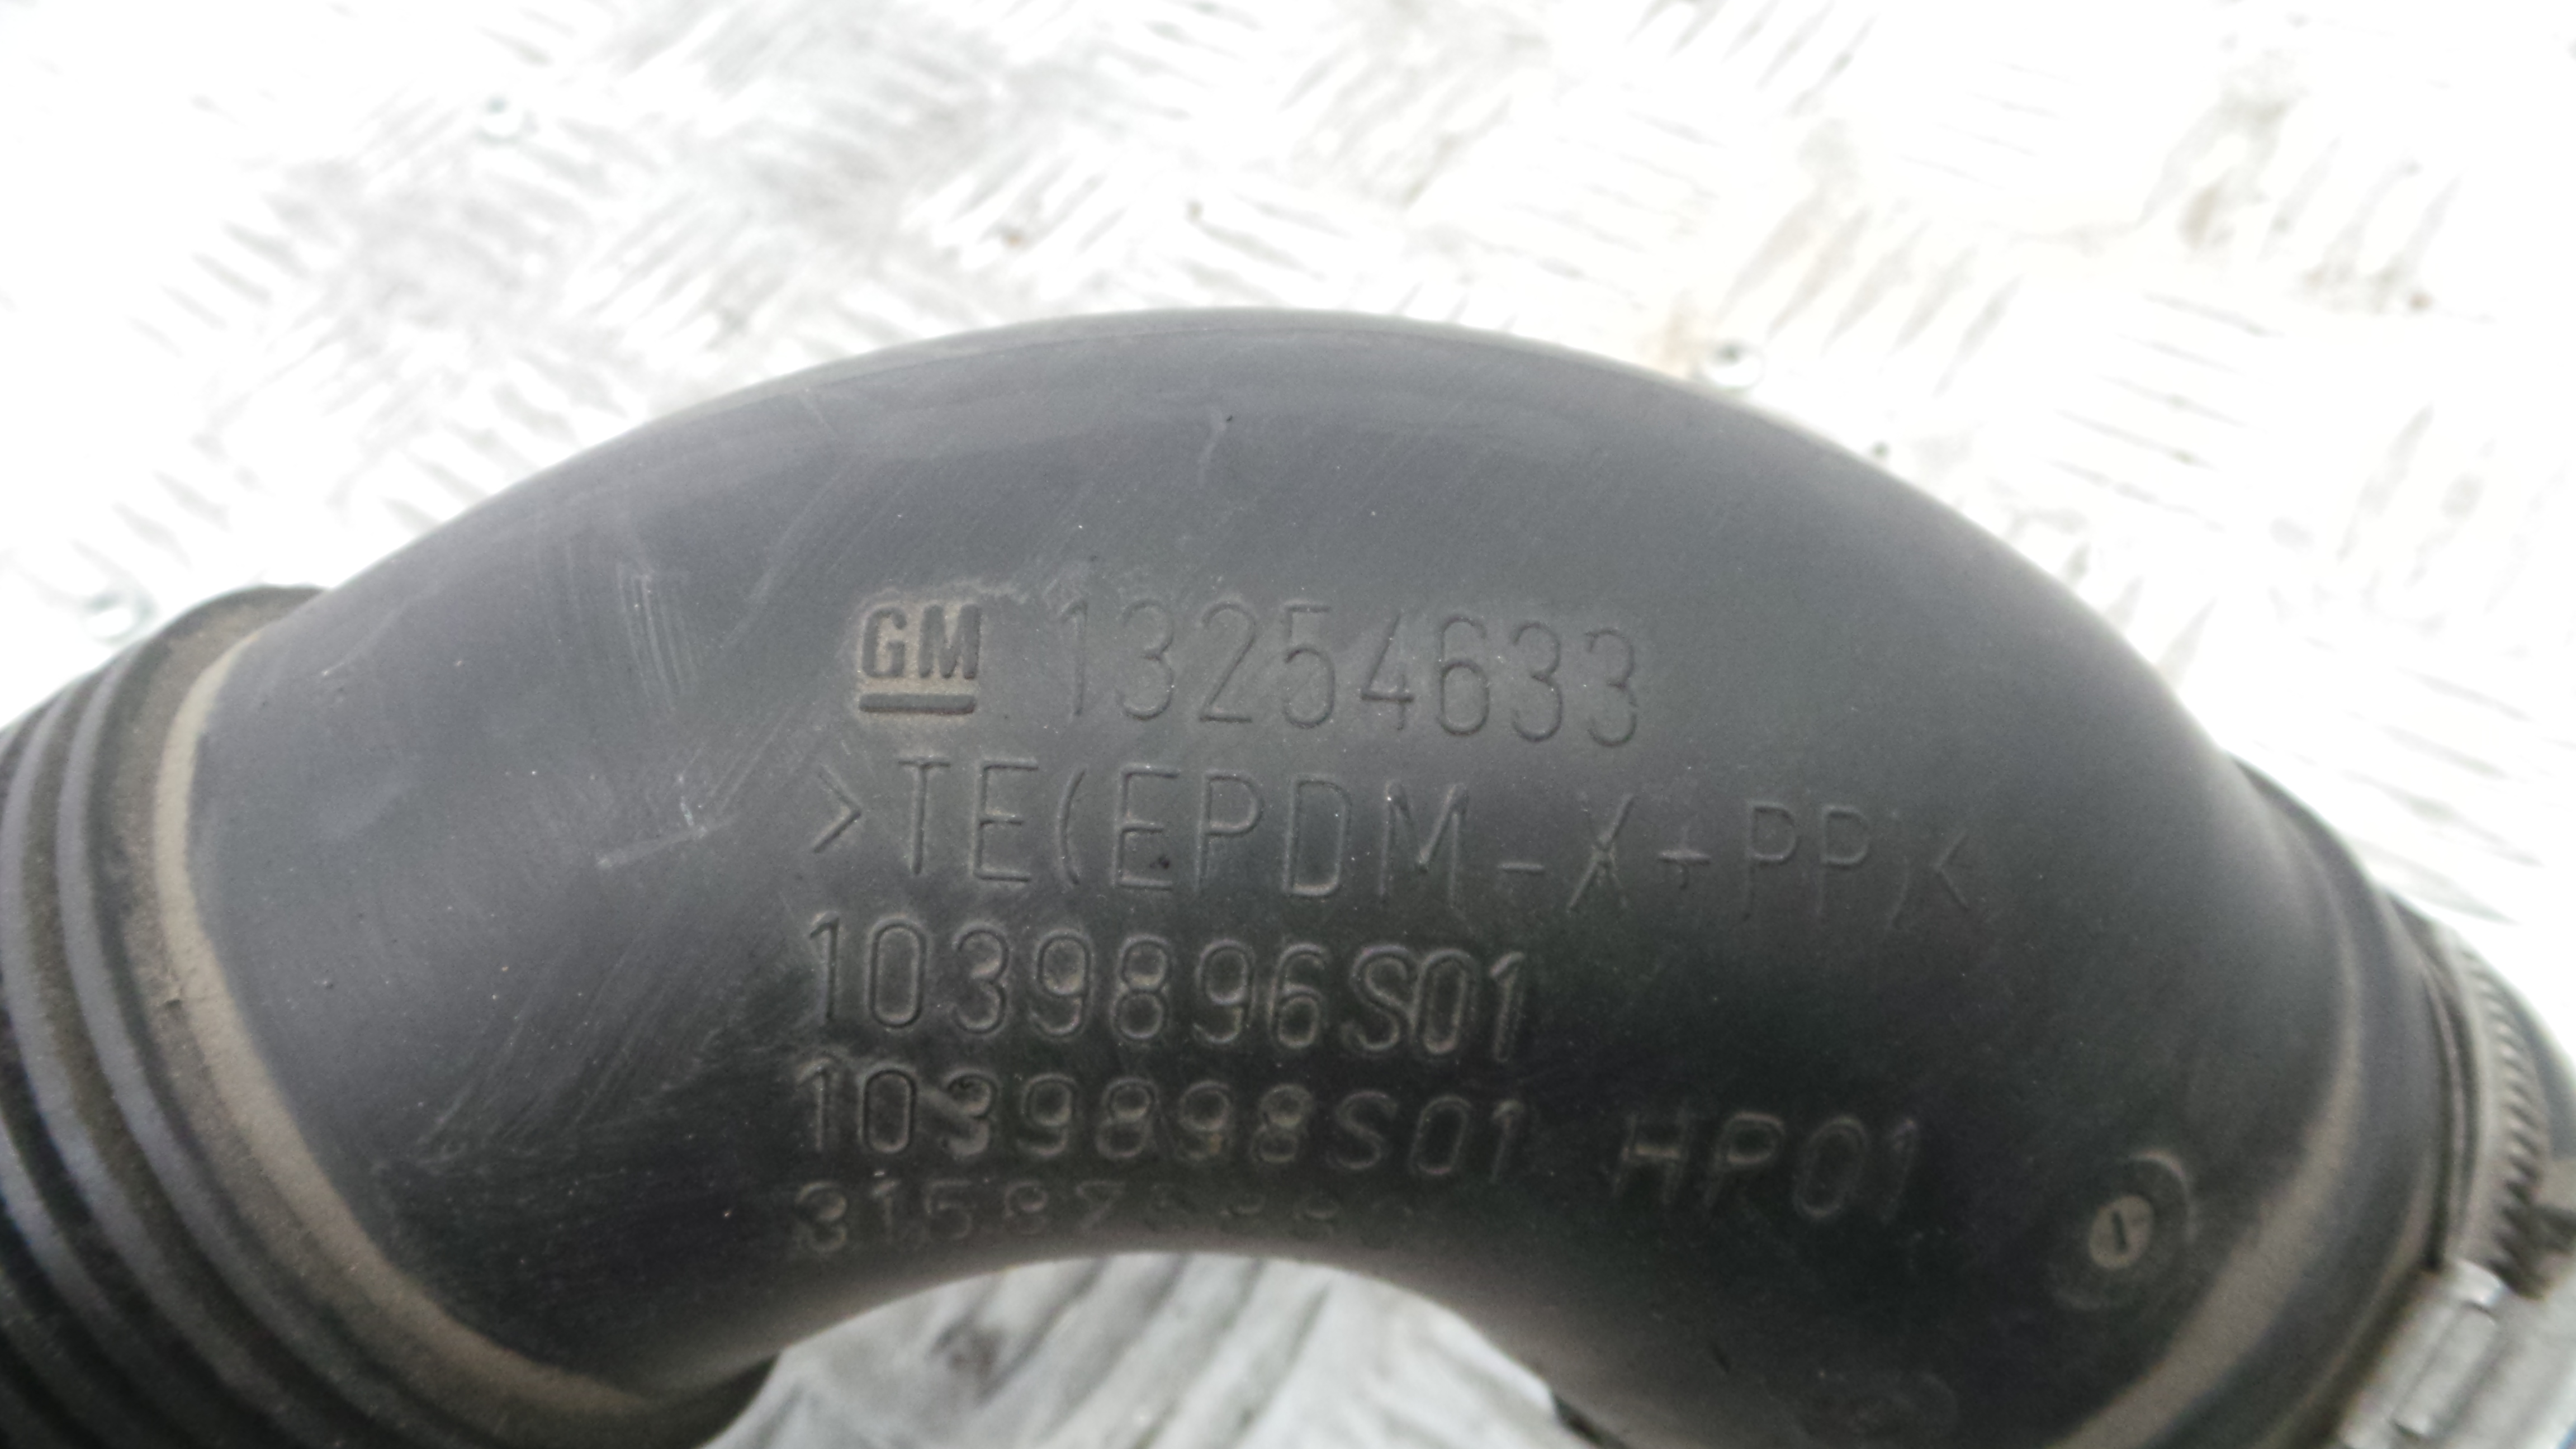 GM 13254633
>TE(EPDM-X+PP)<
1039896S01
1039898S01 HP01